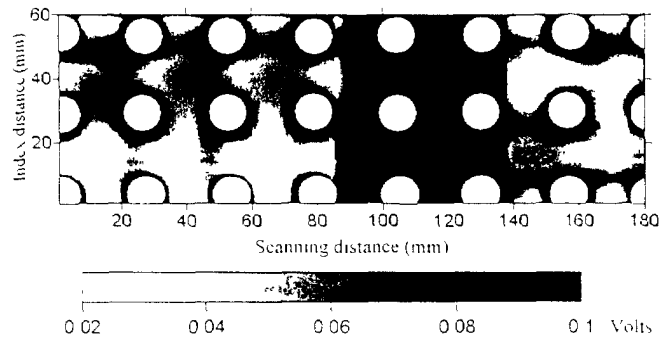 60
40
20
Index distance (mm)
20 40 60 80 100 120 140 160 180
Scanning distance (mm)
0 02 0 04 0 06 0 08 0 1 Volts